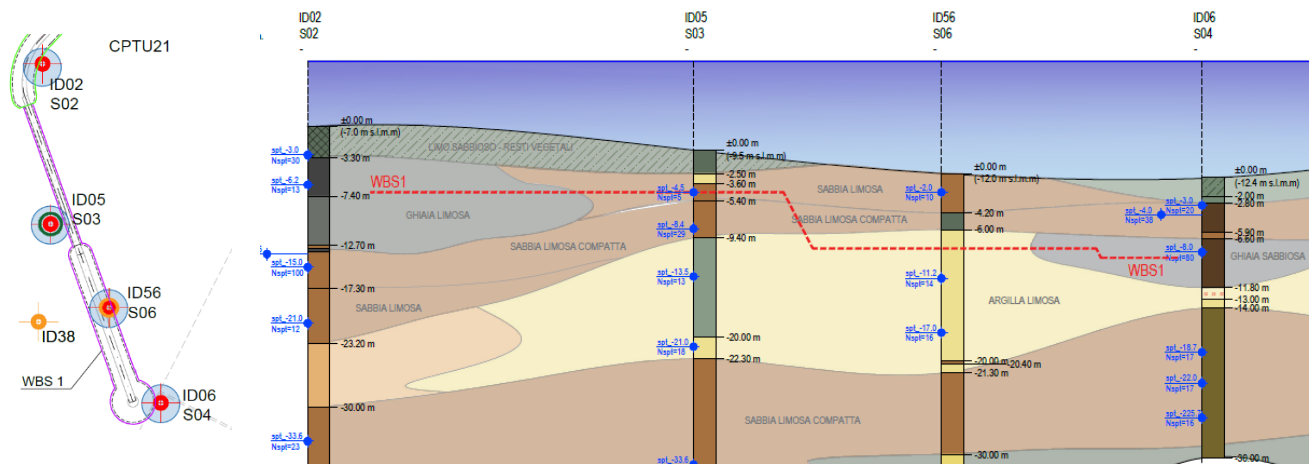 CPTU21
ID02
S02
ID05
S03
ID56
S06
ID38
WBS 1
ID06
S04
ID02
S02
-
ID05
S03
-
ID56
S06
-
ID06
S04
-
±0.00 m
(-7.0 m s.l.m.m)
spt_-3.0
Nspt=30
-3.30 m
spt_-6.2
Nspt=13
-7.40 m
-12.70 m
spt_-15.0
Nspt=100
-17.30 m
spt_-21.0
Nspt=12
-23.20 m
-30.00 m
spt_-33.6
Nspt=23
LIMO SABBIOSO - RESTI VEGETALI
WBS1
GHIAIA LIMOSA
SABBIA LIMOSA COMPATTA
SABBIA LIMOSA
±0.00 m
(-9.5 m s.l.m.m)
-2.50 m
-3.60 m
spt_-4.5
Nspt=5
-5.40 m
spt_-8.4
Nspt=29
-9.40 m
spt_-13.5
Nspt=13
-20.00 m
spt_-21.0
Nspt=18
-22.30 m
spt_-33.6
SABBIA LIMOSA
SABBIA LIMOSA COMPATTA
SABBIA LIMOSA COMPATTA
±0.00 m
(-12.0 m s.l.m.m)
spt_-2.0
Nspt=10
-4.20 m
-6.00 m
spt_-11.2
Nspt=14
spt_-17.0
Nspt=16
-20.00 m
-20.40 m
-21.30 m
-30.00 m
ARGILLA LIMOSA
WBS1
±0.00 m
(-12.4 m s.l.m.m)
-2.00 m
-2.80 m
spt_-3.0
Nspt=20
spt_-4.0
Nspt=38
-5.90 m
-6.60 m
spt_-8.0
Nspt=80
GHIAIA SABBIOSA
-11.80 m
-13.00 m
-14.00 m
spt_-18.7
Nspt=17
spt_-22.0
Nspt=17
spt_-225.7
Nspt=16
-30.00 m